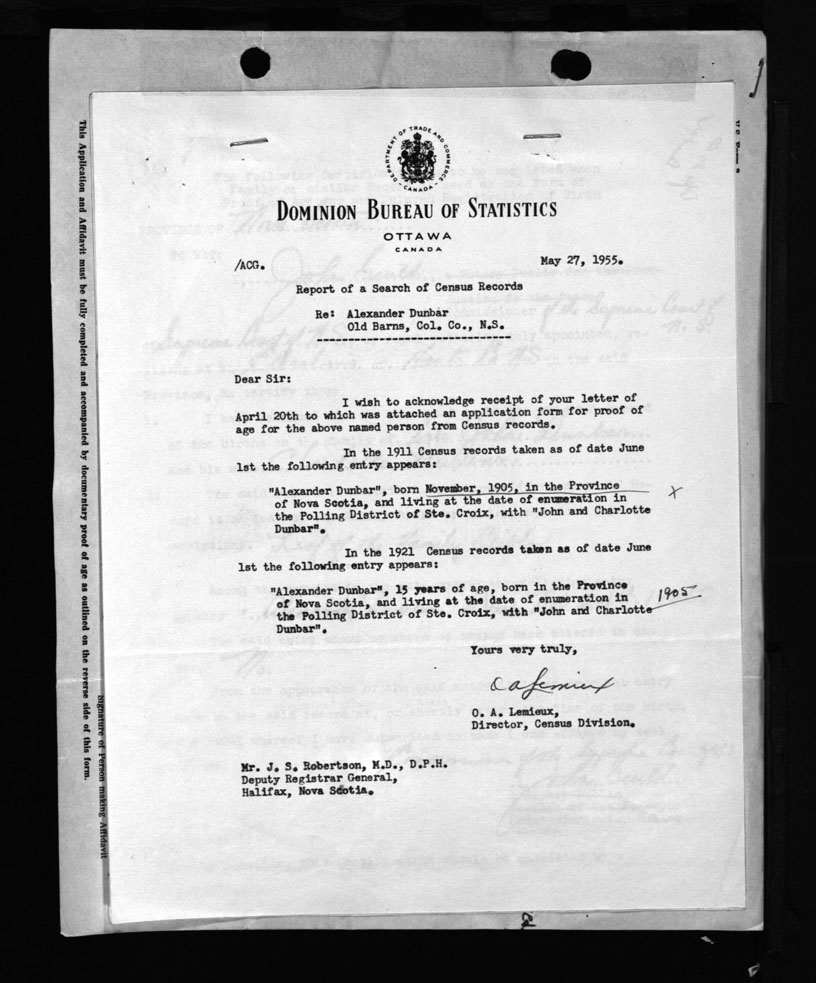 DEPARTMENT OF TRADE AND COMMERCE
CANADA
DOMINION BUREAU OF STATISTICS
OTTAWA
CANADA
/ACG.
May 27, 1955.
Report of a Search of Census Records
Re: Alexander Dunbar
Old Barns, Col. Co., N.S.
Dear Sir:
I wish to acknowledge receipt of your letter of
April 20th to which was attached an application form for proof of
age for the above named person from Census records.
In the 1911 Census records taken as of date June
1st the following entry appears:
"Alexander Dunbar", born November, 1905, in the Province
of Nova Scotia, and living at the date of enumeration in
the Polling District of Ste. Croix, with "John and Charlotte
Dunbar".
X
In the 1921 Census records taken as of date June
1st the following entry appears:
"Alexander Dunbar", 15 years of age, born in the Province
of Nova Scotia, and living at the date of enumeration in
the Polling District of Ste. Croix, with "John and Charlotte
Dunbar".
1905
Yours very truly,
O A Lemieux
O. A. Lemieux,
Director, Census Division.
Mr. J. S. Robertson, M.D., D.P.H.
Deputy Registrar General,
Halifax, Nova Scotia.
This Application and Affidavit must be fully completed and accompanied by documentary proof of age as outlined on the reverse side of this form.
Signature of Person making Affidavit